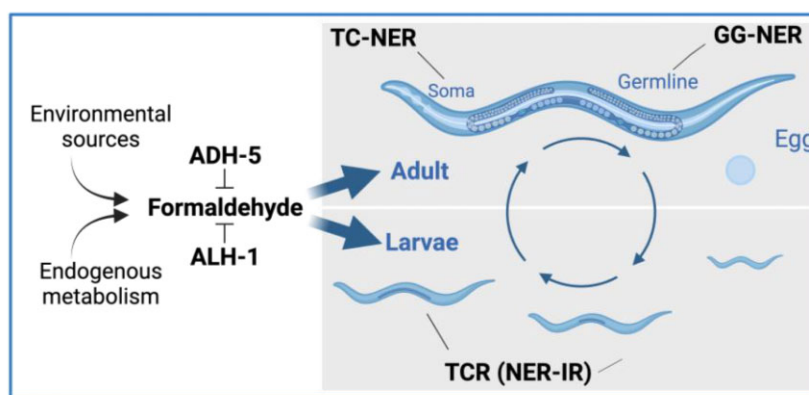 TC-NER
GG-NER
Soma
Germline
Environmental
sources
Egg
ADH-5
Adult
Formaldehyde
Larvae
ALH-1
Endogenous
metabolism
TCR (NER-IR)